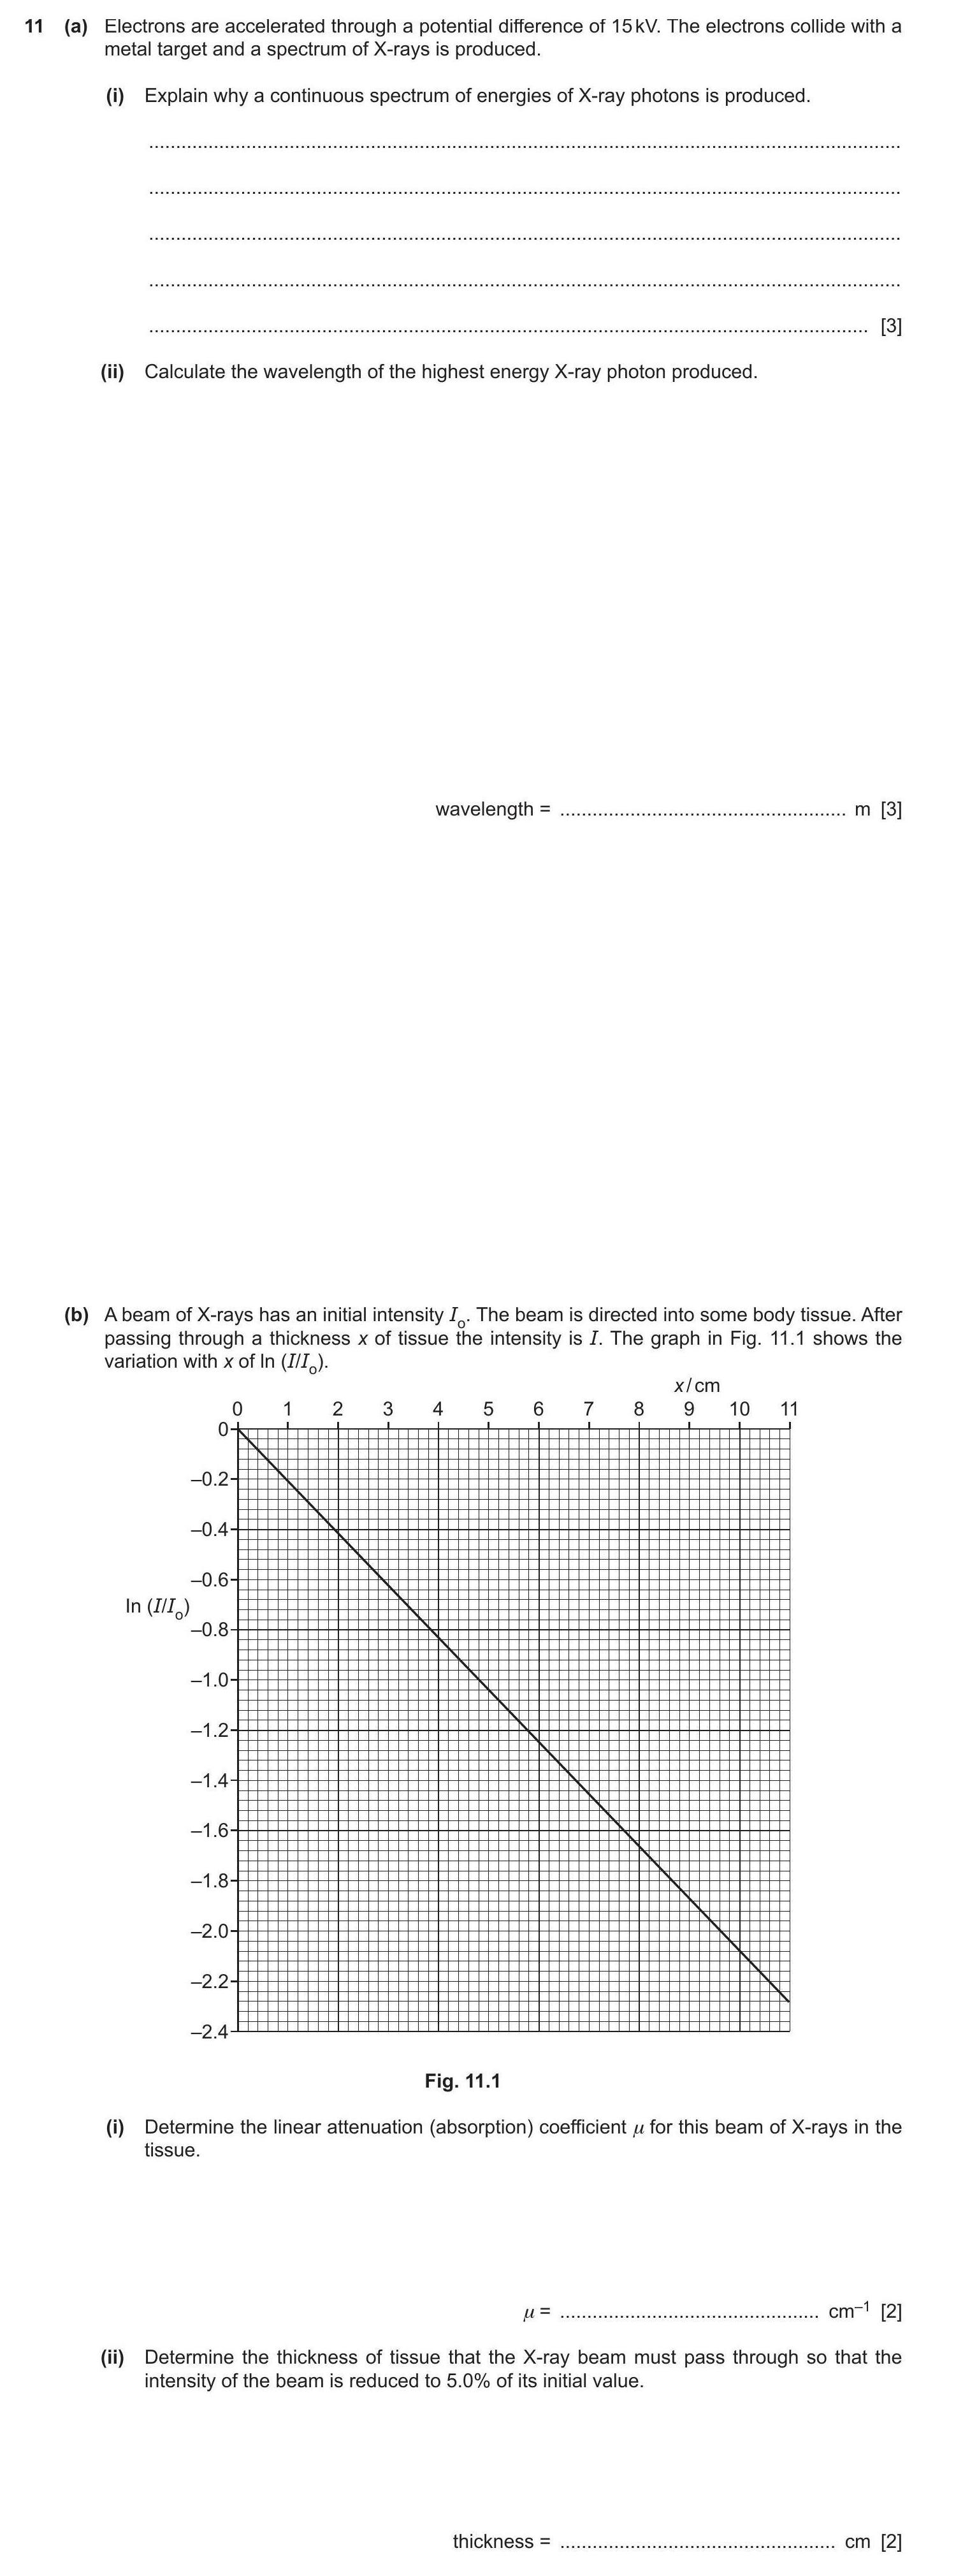 11 (a) Electrons are accelerated through a potential difference of 15 kV. The electrons collide with a
metal target and a spectrum of X-rays is produced.
(i) Explain why a continuous spectrum of energies of X-ray photons is produced.
...................................................................................................
...................................................................................................
...................................................................................................
...................................................................................................
............................................................................................... [3]
(ii) Calculate the wavelength of the highest energy X-ray photon produced.
wavelength = ...................................................... m [3]
(b) A beam of X-rays has an initial intensity I₀. The beam is directed into some body tissue. After
passing through a thickness x of tissue the intensity is I. The graph in Fig. 11.1 shows the
variation with x of ln (I/I₀).
x / cm
0 1 2 3 4 5 6 7 8 9 10 11
0
–0.2
–0.4
–0.6
ln (I/I₀)
–0.8
–1.0
–1.2
–1.4
–1.6
–1.8
–2.0
–2.2
–2.4
Fig. 11.1
(i) Determine the linear attenuation (absorption) coefficient μ for this beam of X-rays in the
tissue.
μ = ................................................. cm⁻¹ [2]
(ii) Determine the thickness of tissue that the X-ray beam must pass through so that the
intensity of the beam is reduced to 5.0% of its initial value.
thickness = .................................................... cm [2]